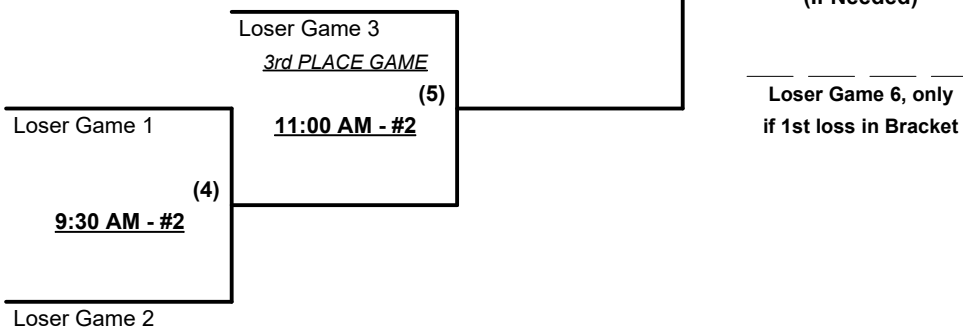 (If Needed)
Loser Game 3
3rd PLACE GAME
(5)
Loser Game 6, only
Loser Game 1
11:00 AM - #2
if 1st loss in Bracket
(4)
9:30 AM - #2
Loser Game 2